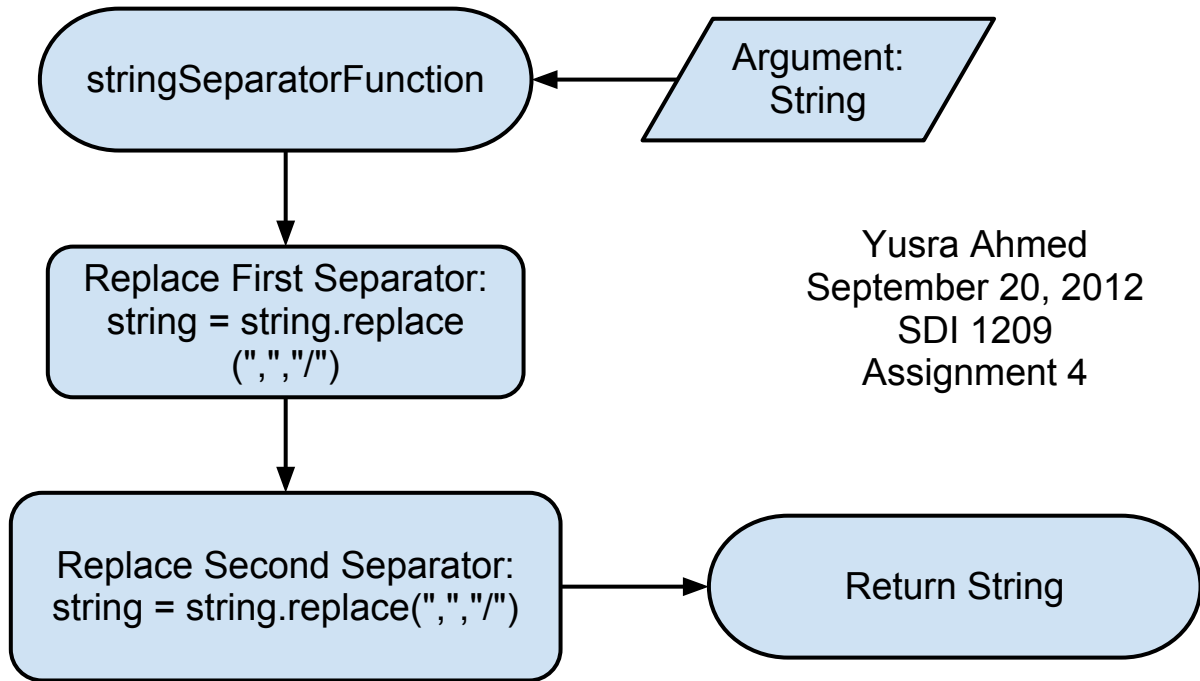 stringSeparatorFunction
Argument:
String
Replace First Separator:
string = string.replace
(",","/")
Yusra Ahmed
September 20, 2012
SDI 1209
Assignment 4
Replace Second Separator:
string = string.replace(",","/")
Return String